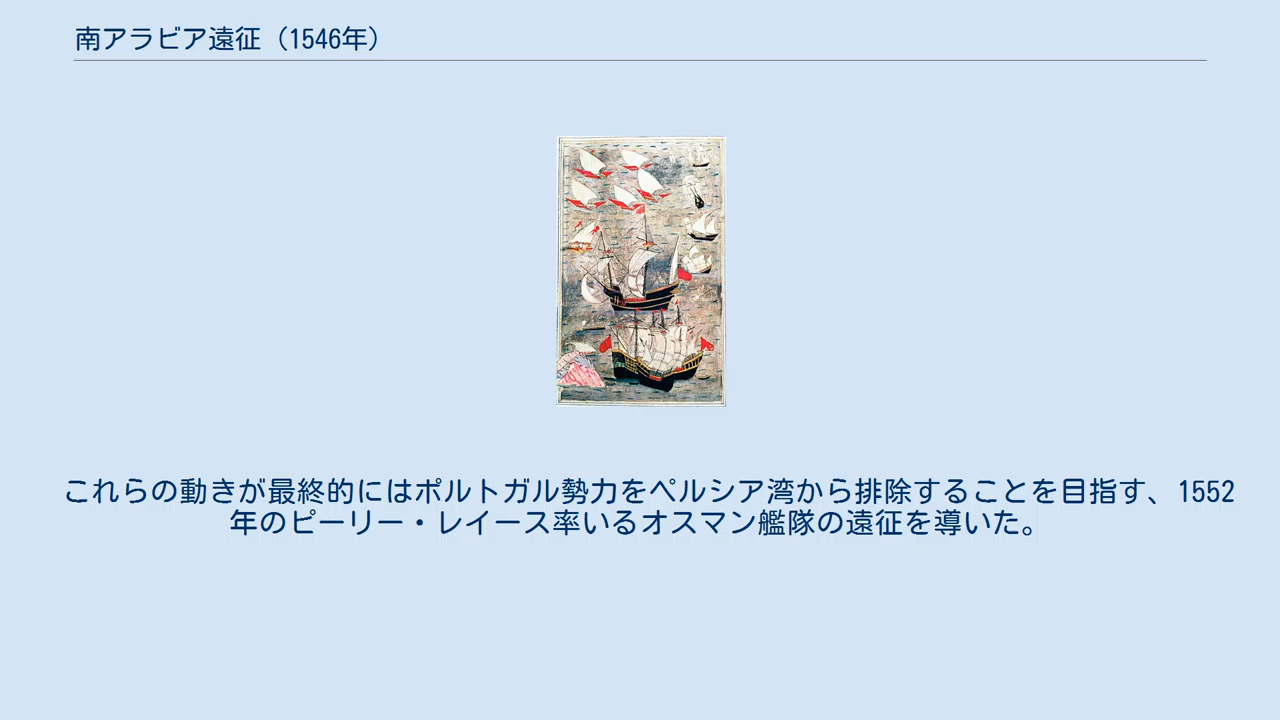 南アラビア遠征（1546年）
これらの動きが最終的にはポルトガル勢力をペルシア湾から排除することを目指す、1552
年のピーリー・レイース率いるオスマン艦隊の遠征を導いた。